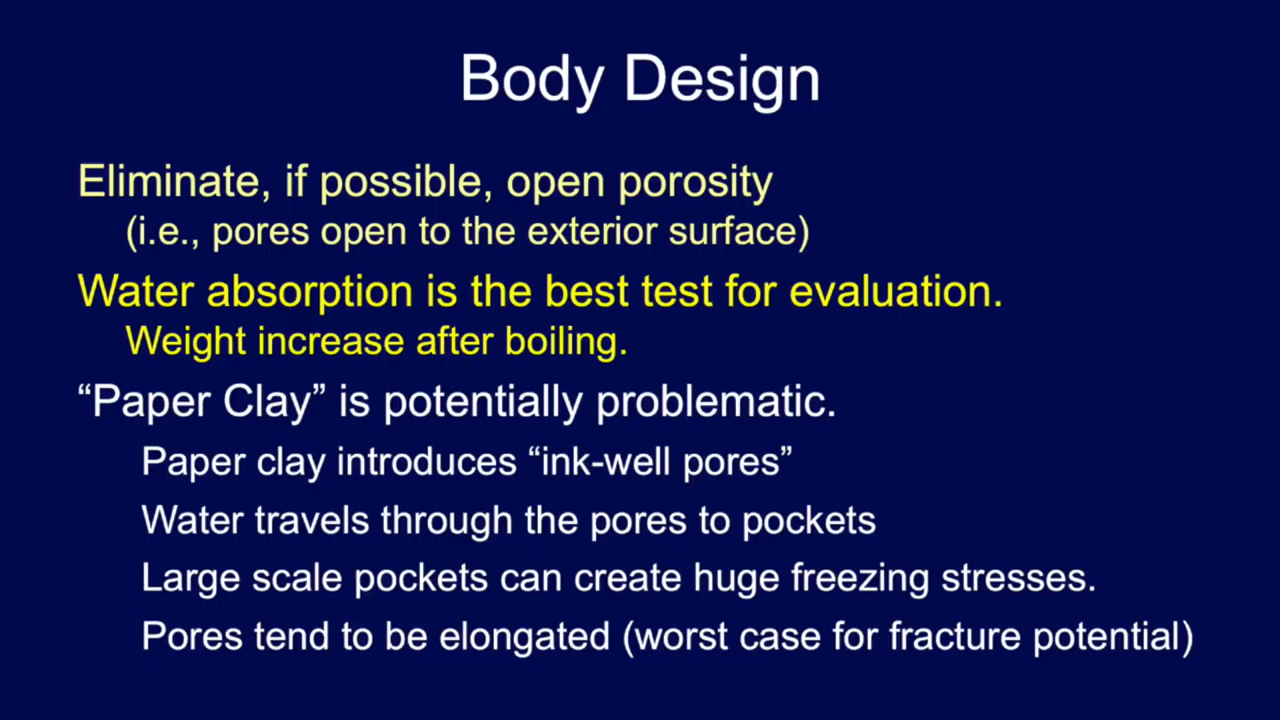 Body Design
Eliminate, if possible, open porosity
(i.e., pores open to the exterior surface)
Water absorption is the best test for evaluation.
Weight increase after boiling.
“Paper Clay” is potentially problematic.
Paper clay introduces “ink-well pores”
Water travels through the pores to pockets
Large scale pockets can create huge freezing stresses.
Pores tend to be elongated (worst case for fracture potential)